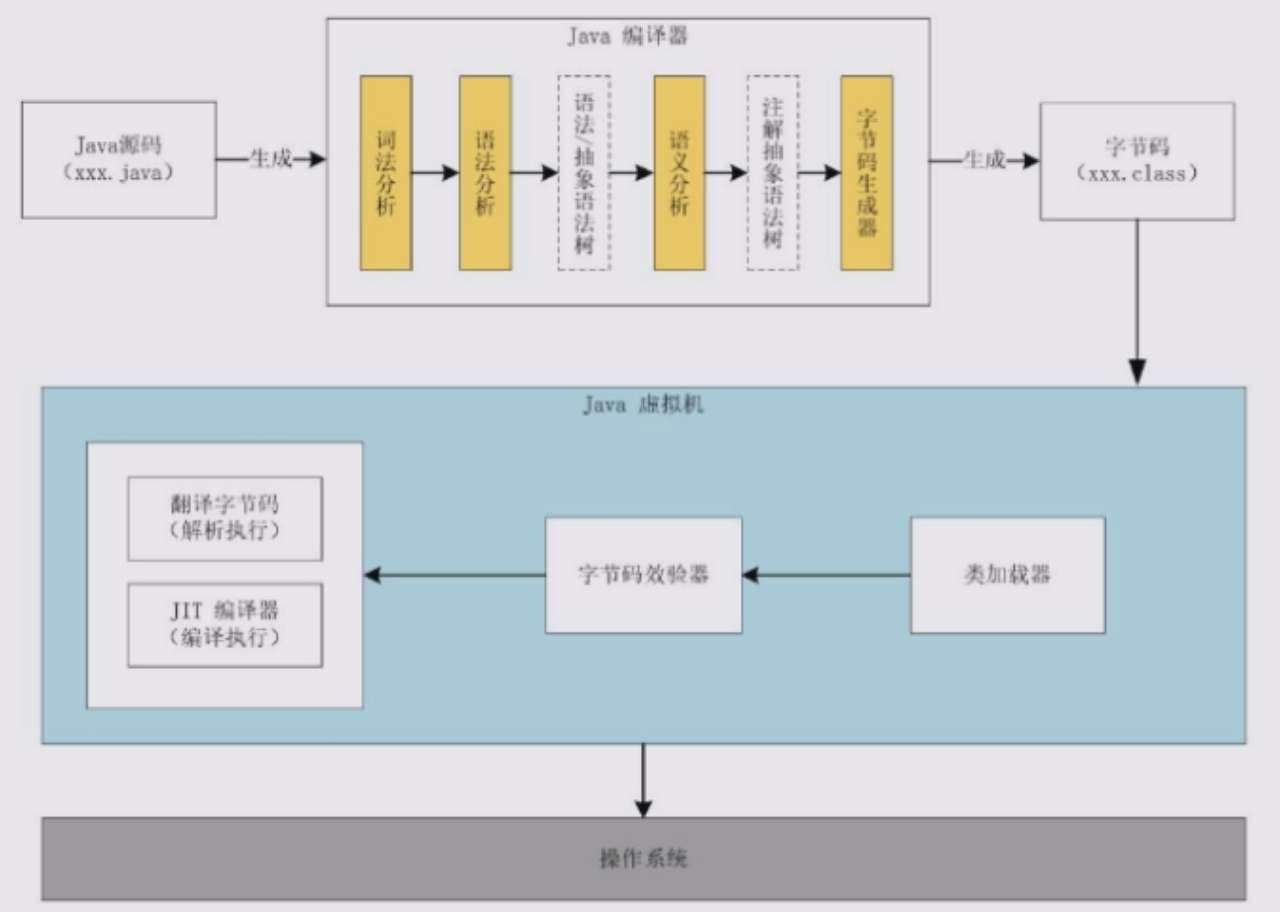 Java 编译器
Java源码
（xxx.java）
生成
词法分析
语法分析
语法/抽象语法树
语义分析
注解抽象语法树
字节码生成器
生成
字节码
（xxx.class）
Java 虚拟机
翻译字节码
（解析执行）
JIT 编译器
（编译执行）
字节码效验器
类加载器
操作系统